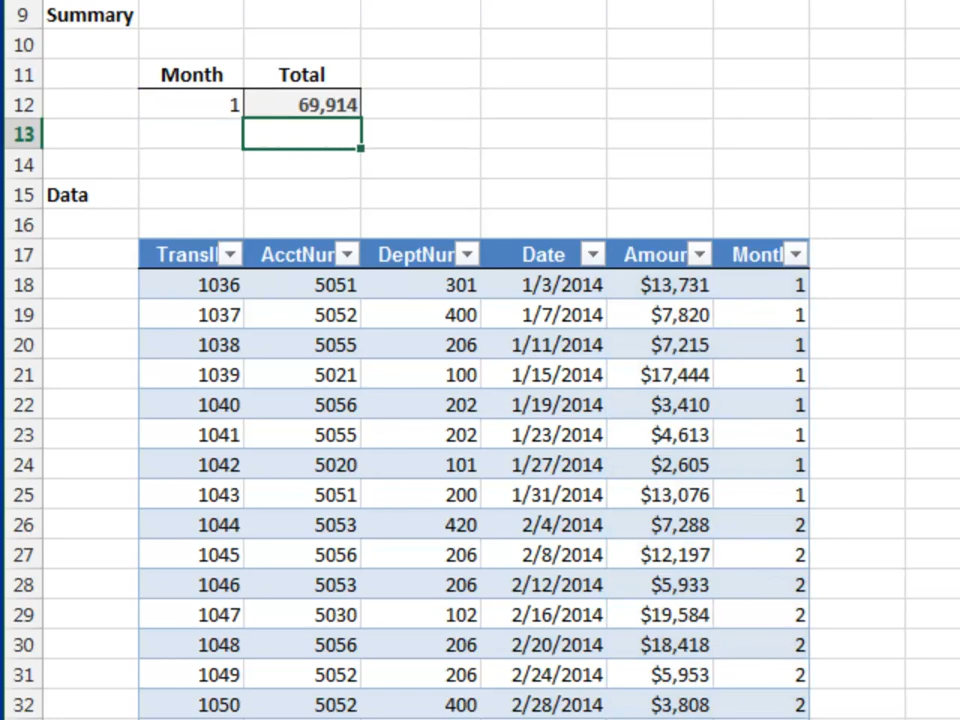 9 Summary
10
11 Month Total
12 1 69,914
13
14
15 Data
16
17 TransI AcctNur DeptNur Date Amour Montl
18 1036 5051 301 1/3/2014 $13,731 1
19 1037 5052 400 1/7/2014 $7,820 1
20 1038 5055 206 1/11/2014 $7,215 1
21 1039 5021 100 1/15/2014 $17,444 1
22 1040 5056 202 1/19/2014 $3,410 1
23 1041 5055 202 1/23/2014 $4,613 1
24 1042 5020 101 1/27/2014 $2,605 1
25 1043 5051 200 1/31/2014 $13,076 1
26 1044 5053 420 2/4/2014 $7,288 2
27 1045 5056 206 2/8/2014 $12,197 2
28 1046 5053 206 2/12/2014 $5,933 2
29 1047 5030 102 2/16/2014 $19,584 2
30 1048 5056 206 2/20/2014 $18,418 2
31 1049 5052 206 2/24/2014 $5,953 2
32 1050 5052 400 2/28/2014 $3,808 2